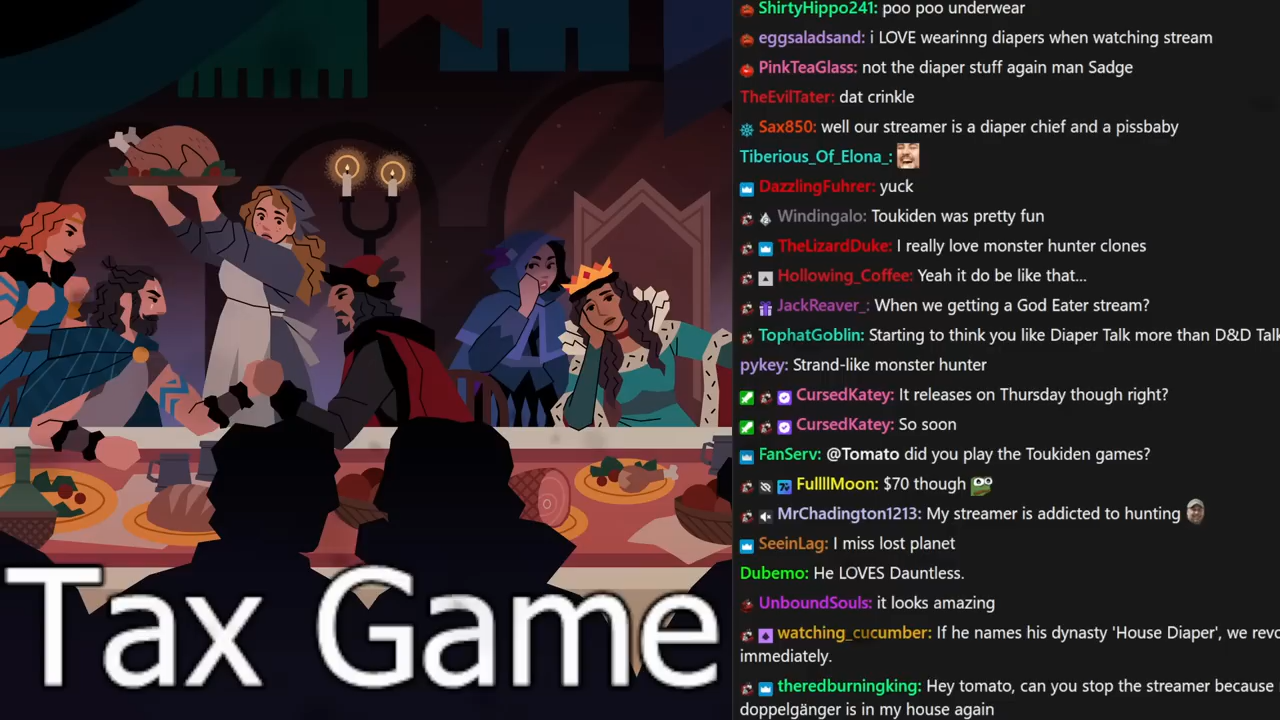 ShirtyHippo241: poo poo underwear
eggsaladsand: i LOVE wearinng diapers when watching stream
PinkTeaGlass: not the diaper stuff again man Sadge
TheEvilTater: dat crinkle
Sax850: well our streamer is a diaper chief and a pissbaby
Tiberious_Of_Elona_:
DazzlingFuhrer: yuck
Windingalo: Toukiden was pretty fun
TheLizardDuke: I really love monster hunter clones
Hollowing_Coffee: Yeah it do be like that...
JackReaver_: When we getting a God Eater stream?
TophatGoblin: Starting to think you like Diaper Talk more than D&D Talk
pykey: Strand-like monster hunter
CursedKatey: It releases on Thursday though right?
CursedKatey: So soon
FanServ: @Tomato did you play the Toukiden games?
FullllMoon: $70 though
MrChadington1213: My streamer is addicted to hunting
SeeinLag: I miss lost planet
Dubemo: He LOVES Dauntless.
UnboundSouls: it looks amazing
watching_cucumber: If he names his dynasty 'House Diaper', we revo
immediately.
theredburningking: Hey tomato, can you stop the streamer because
doppelgänger is in my house again
Tax Game